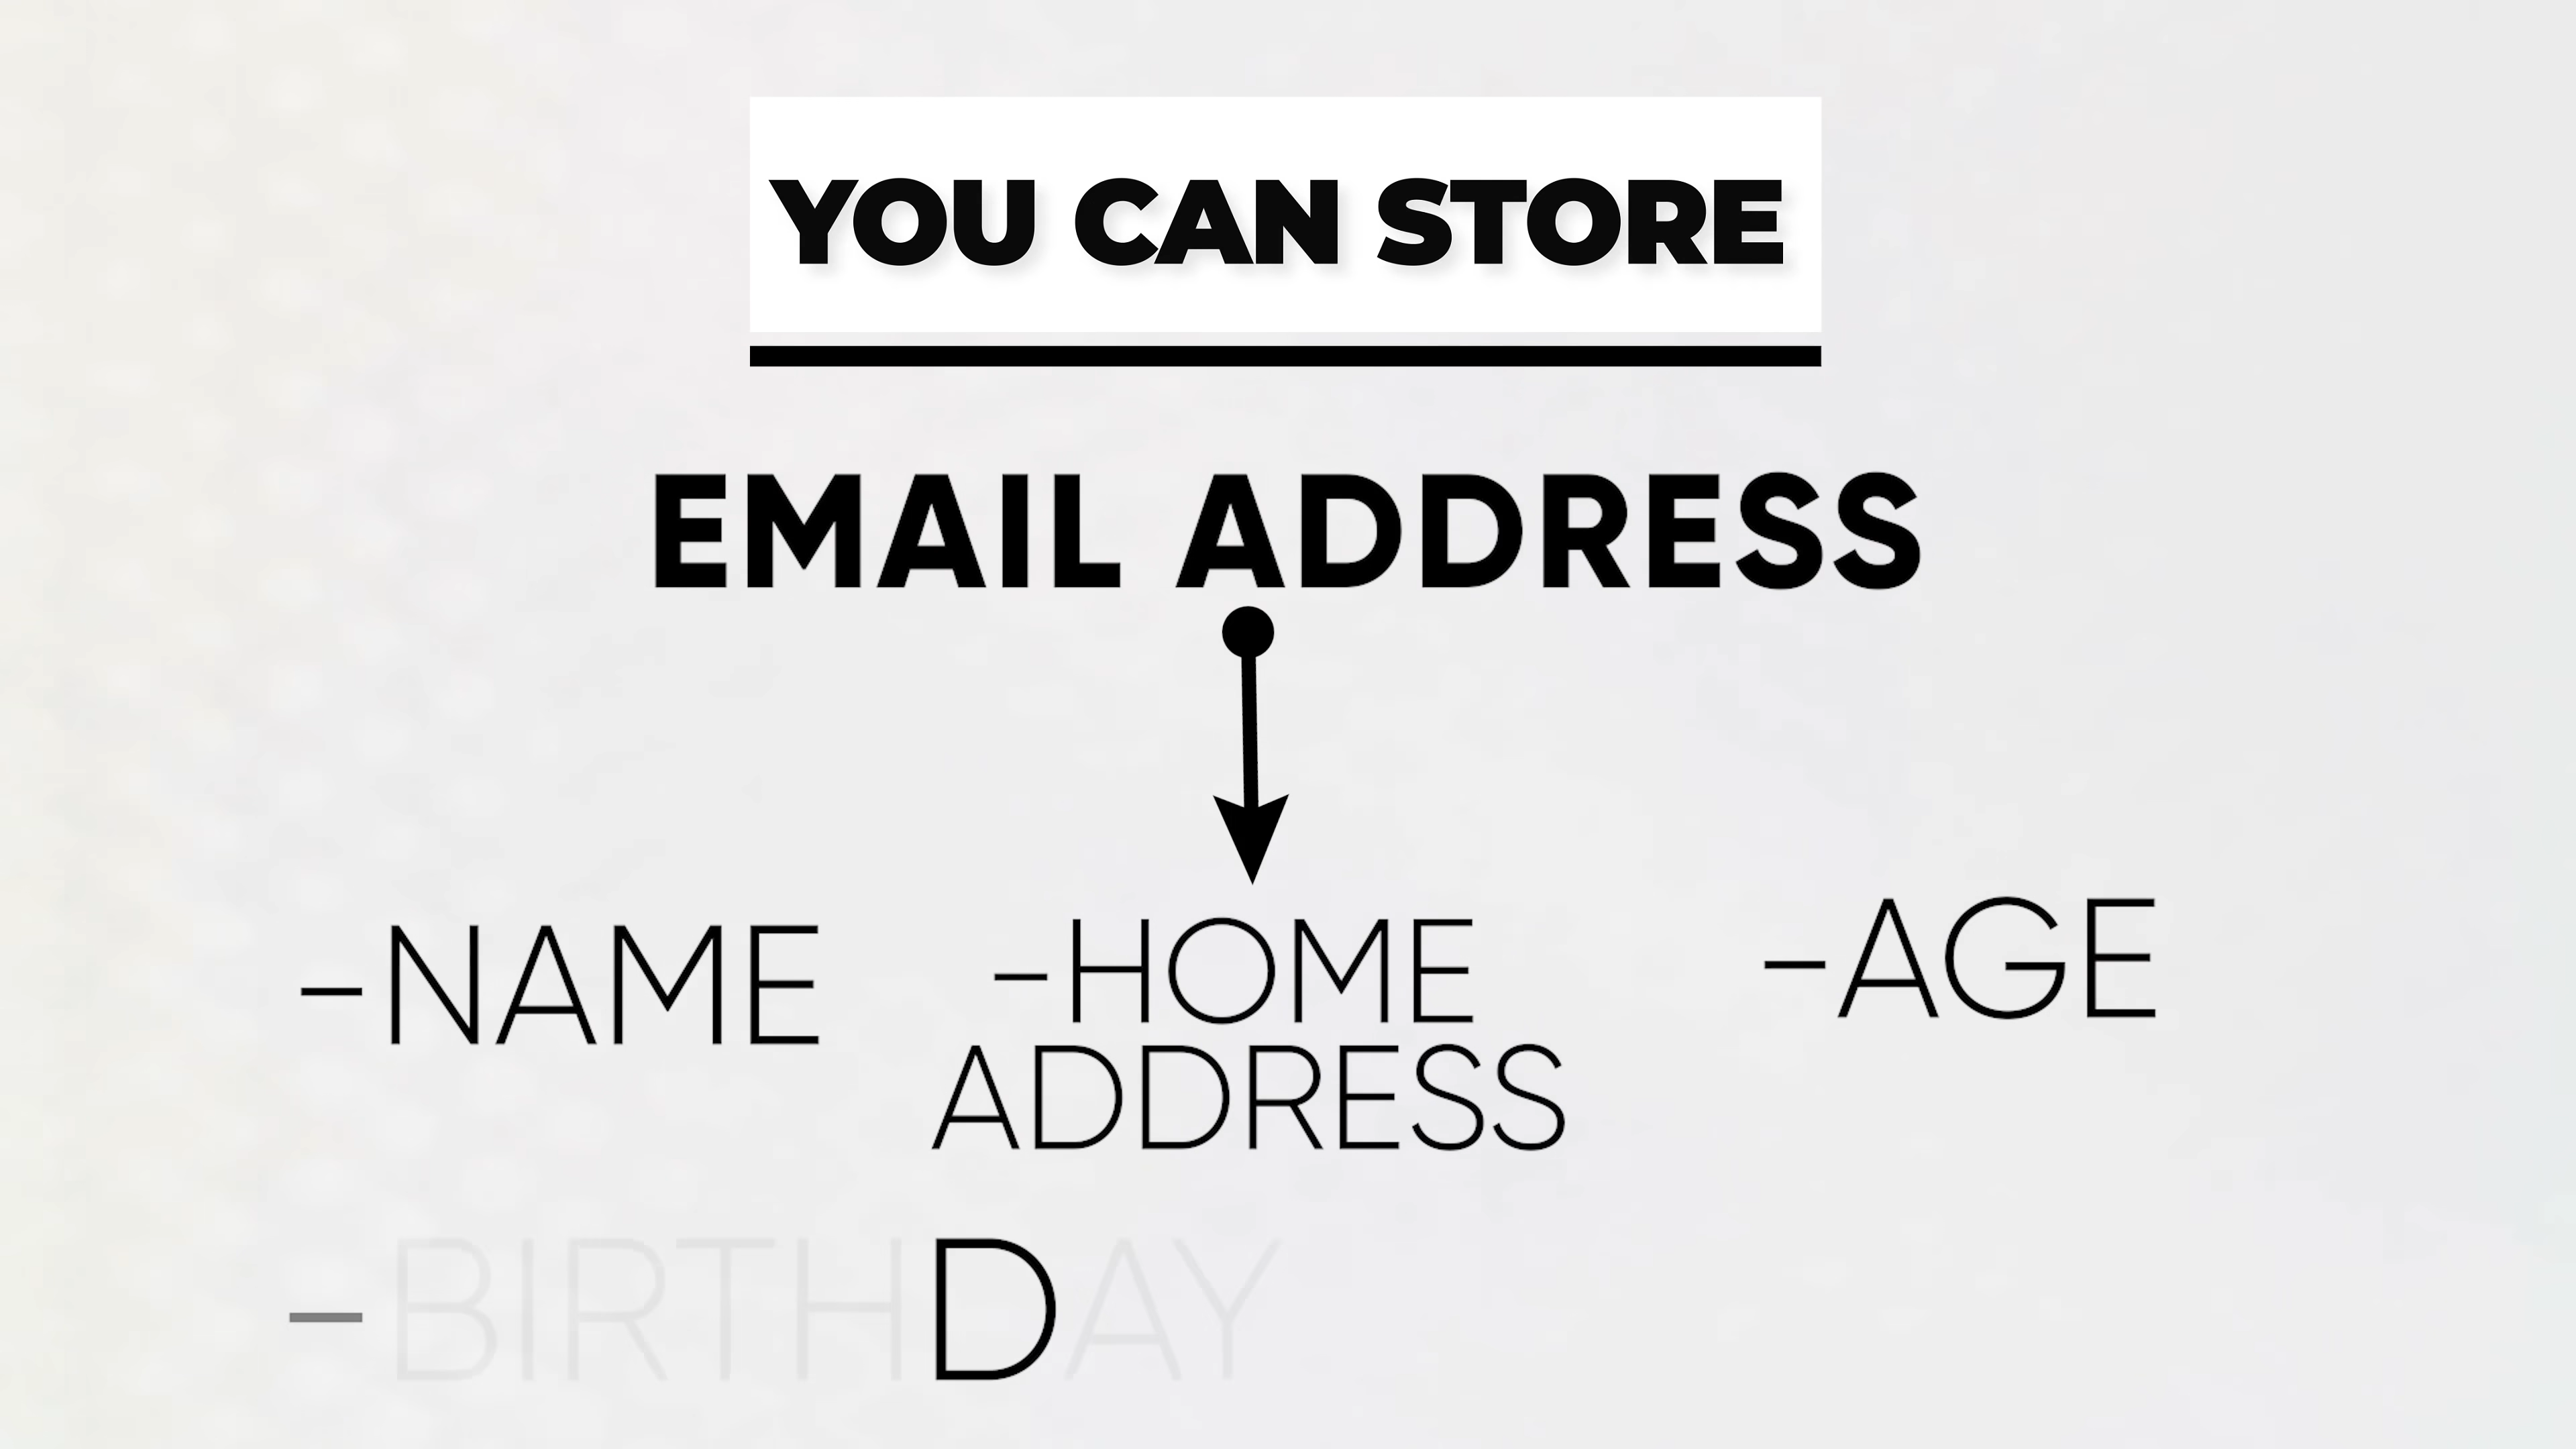 YOU CAN STORE
EMAIL ADDRESS
-NAME
-HOME
ADDRESS
-AGE
-BIRTHDAY